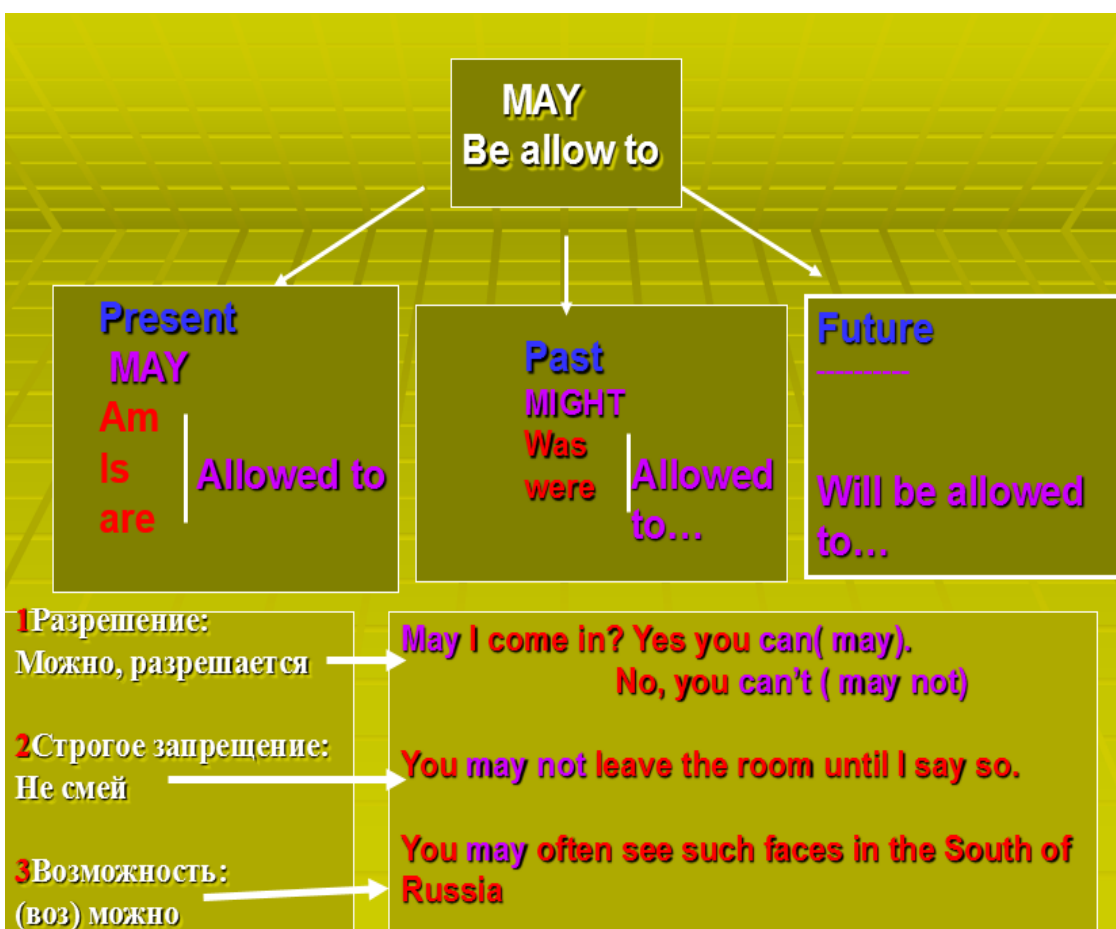 MAY
Be allow to
Present
MAY
Am
Is
are
Allowed to
Past
MIGHT
Was
were
Allowed
to…
Future
----------
Will be allowed
to…
1Разрешение:
Можно, разрешается
May I come in? Yes you can( may).
No, you can’t ( may not)
2Строгое запрещение:
Не смей
You may not leave the room until I say so.
3Возможность:
(воз) можно
You may often see such faces in the South of
Russia